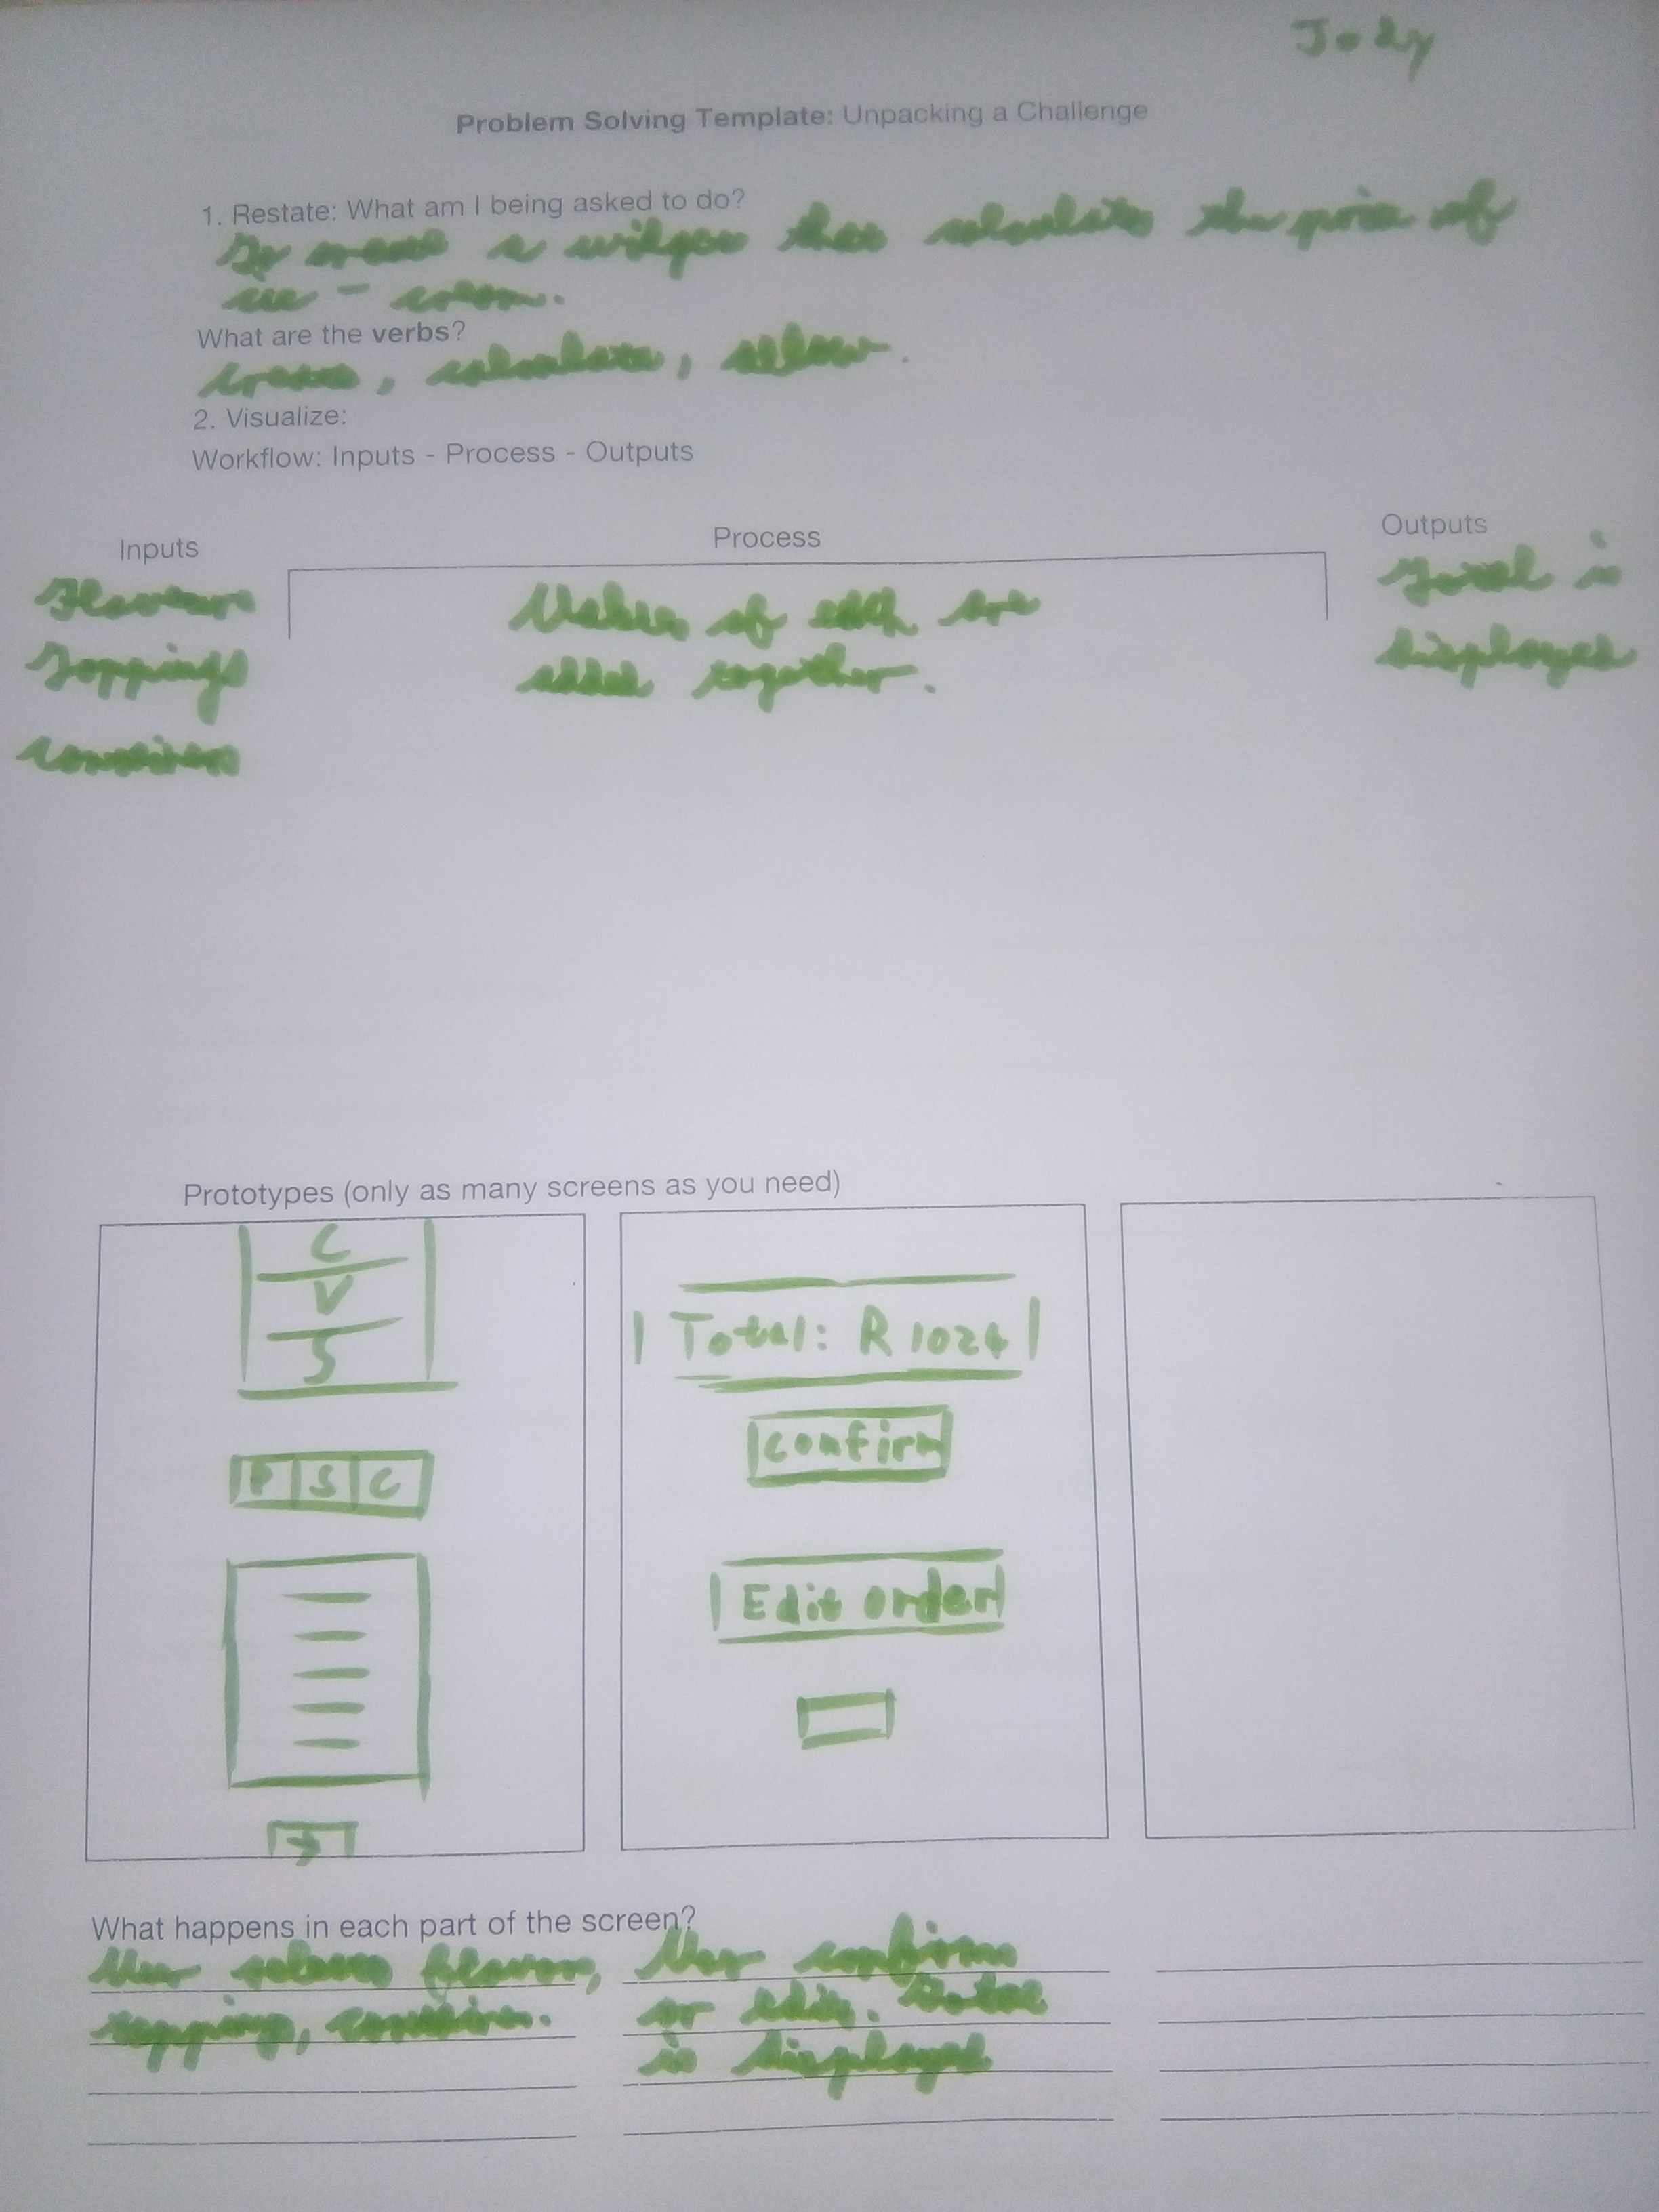 Jody
Problem Solving Template: Unpacking a Challenge
1. Restate: What am I being asked to do?
To create a widget that calculates the price of
ice - cream.
What are the verbs?
create, calculate, allow.
2. Visualize:
Workflow: Inputs - Process - Outputs
Inputs
Process
Outputs
Flavours
Toppings
Containers
Values of each are
added together.
Total is
displayed
Prototypes (only as many screens as you need)
C
V
S
P S C
Total: R 1024
Confirm
Edit order
What happens in each part of the screen?
User selects flavour,
topping, container.
User confirms
or edits. Total
is displayed